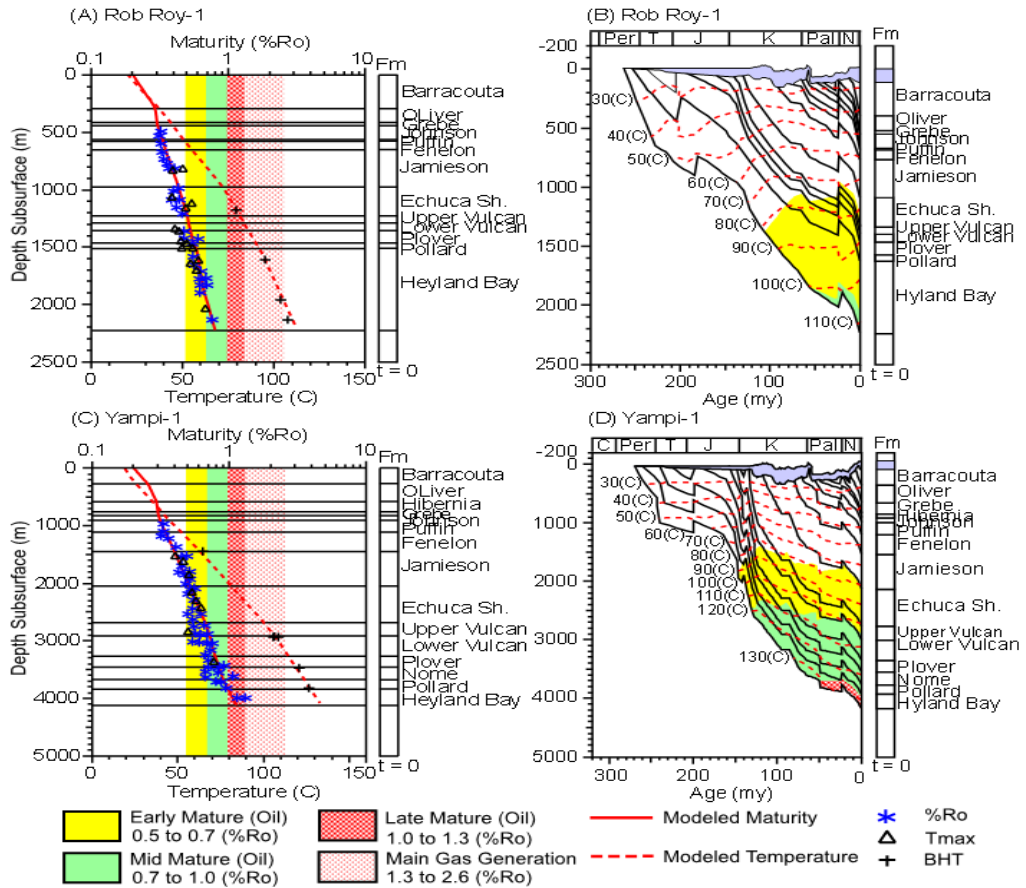 (A) Rob Roy-1
Maturity (%Ro)
0.1 1 10
Fm
0
500
1000
1500
2000
2500
Depth Subsurface (m)
Barracouta
OLiver
Grebe
Johnson
Puffin
Fenelon
Jamieson
Echuca Sh.
Upper Vulcan
Lower Vulcan
Plover
Pollard
Heyland Bay
0 50 100 150
t = 0
Temperature (C)
(B) Rob Roy-1
Per T J K Pal N
Fm
-200
0
500
1000
1500
2000
2500
30(C)
40(C)
50(C)
60(C)
70(C)
80(C)
90(C)
100(C)
110(C)
Barracouta
Oliver
Grebe
Johnson
Puffin
Fenelon
Jamieson
Echuca Sh.
Upper Vulcan
Lower Vulcan
Plover
Pollard
Hyland Bay
300 200 100 0
t = 0
Age (my)
(C) Yampi-1
Maturity (%Ro)
0.1 1 10
Fm
0
1000
2000
3000
4000
5000
Depth Subsurface (m)
Barracouta
OLiver
Hibernia
Grebe
Johnson
Puffin
Fenelon
Jamieson
Echuca Sh.
Upper Vulcan
Lower Vulcan
Plover
Nome
Pollard
Heyland Bay
0 50 100 150
t = 0
Temperature (C)
(D) Yampi-1
C Per T J K Pal N
Fm
-200
0
1000
2000
3000
4000
5000
30(C)
40(C)
50(C)
60(C)
70(C)
80(C)
90(C)
100(C)
110(C)
120(C)
130(C)
Barracouta
Oliver
Grebe
Hibernia
Johnson
Puffin
Fenelon
Jamieson
Echuca Sh.
Upper Vulcan
Lower Vulcan
Plover
Nome
Pollard
Hyland Bay
300 200 100 0
t = 0
Age (my)
Early Mature (Oil)
0.5 to 0.7 (%Ro)
Mid Mature (Oil)
0.7 to 1.0 (%Ro)
Late Mature (Oil)
1.0 to 1.3 (%Ro)
Main Gas Generation
1.3 to 2.6 (%Ro)
Modeled Maturity
Modeled Temperature
%Ro
Tmax
BHT